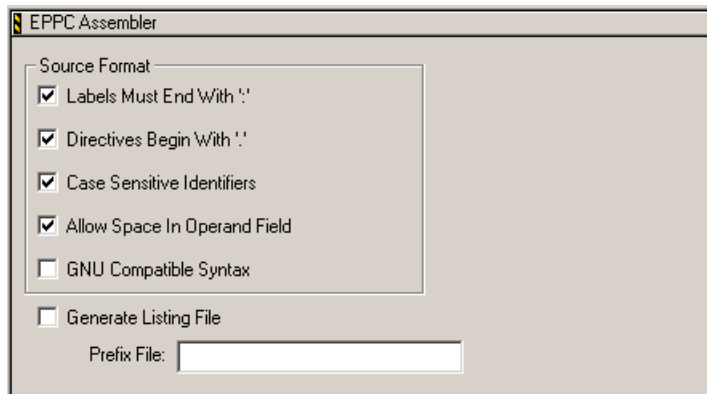 EPPC Assembler
Source Format
Labels Must End With ':'
Directives Begin With '.'
Case Sensitive Identifiers
Allow Space In Operand Field
GNU Compatible Syntax
Generate Listing File
Prefix File: